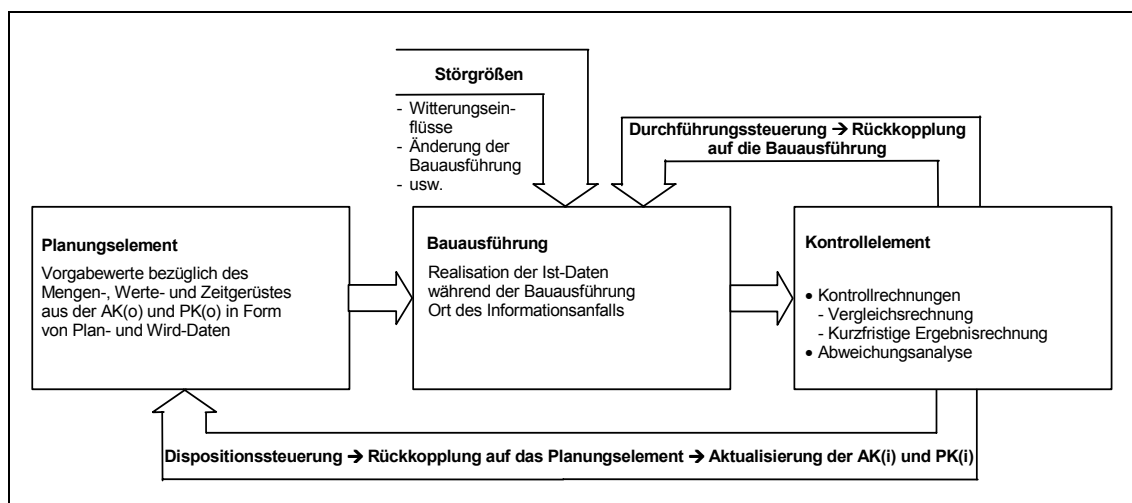 Störgrößen
- Witterungsein-
flüsse
- Änderung der
Bauausführung
- usw.
Durchführungssteuerung → Rückkopplung
auf die Bauausführung
Planungselement
Vorgabewerte bezüglich des
Mengen-, Werte- und Zeitgerüstes
aus der AK(o) und PK(o) in Form
von Plan- und Wird-Daten
Bauausführung
Realisation der Ist-Daten
während der Bauausführung
Ort des Informationsanfalls
Kontrollelement
• Kontrollrechnungen
- Vergleichsrechnung
- Kurzfristige Ergebnisrechnung
• Abweichungsanalyse
Dispositionssteuerung → Rückkopplung auf das Planungselement → Aktualisierung der AK(i) und PK(i)